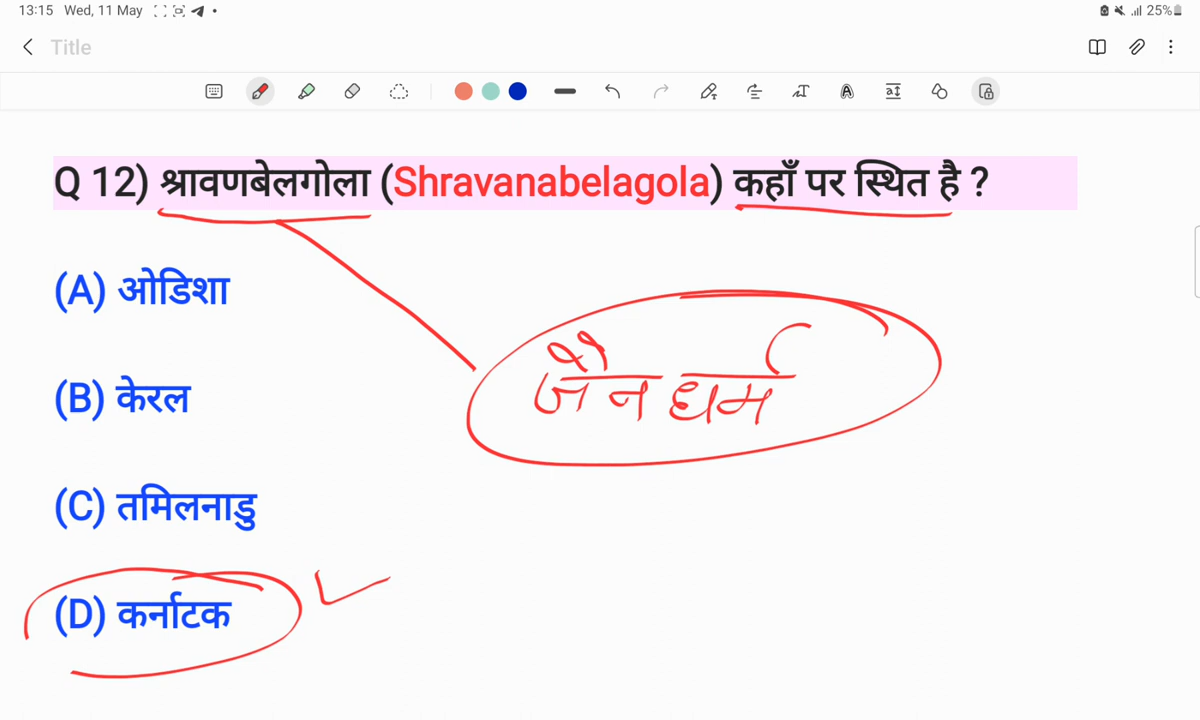 13:15 Wed, 11 May 25%
Title
Q 12) श्रावणबेलगोला (Shravanabelagola) कहाँ पर स्थित है ?
(A) ओडिशा
(B) केरल
जैन धर्म
(C) तमिलनाडु
(D) कर्नाटक